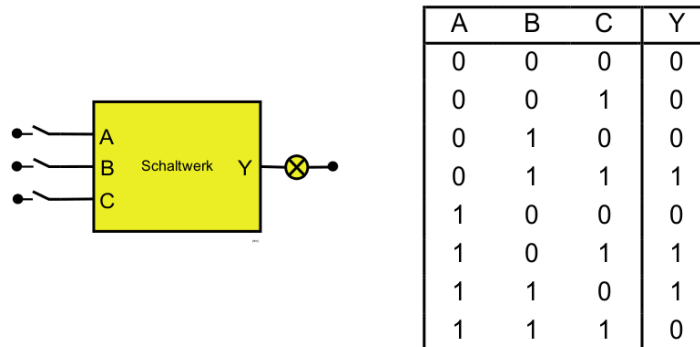 A
B Schaltwerk Y
C
A B C Y
0 0 0 0
0 0 1 0
0 1 0 0
0 1 1 1
1 0 0 0
1 0 1 1
1 1 0 1
1 1 1 0